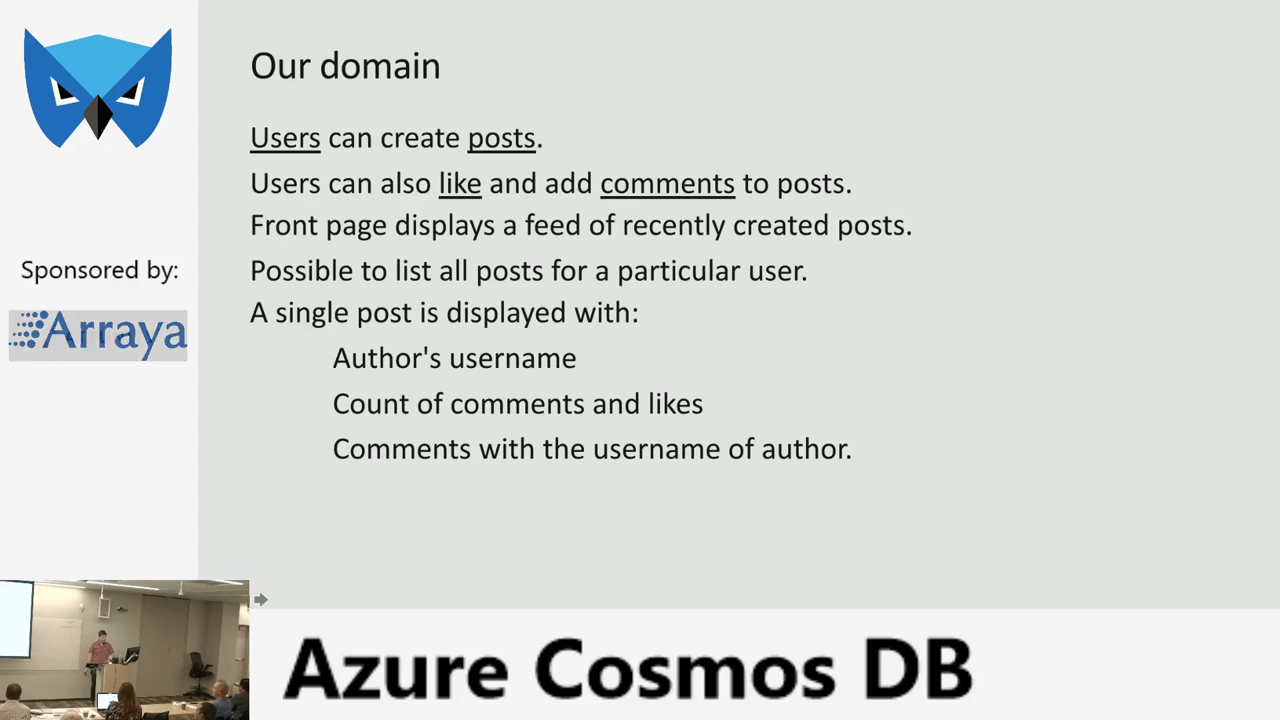 Our domain
Users can create posts.
Users can also like and add comments to posts.
Front page displays a feed of recently created posts.
Possible to list all posts for a particular user.
A single post is displayed with:
Author's username
Count of comments and likes
Comments with the username of author.
Sponsored by:
Arraya
Azure Cosmos DB